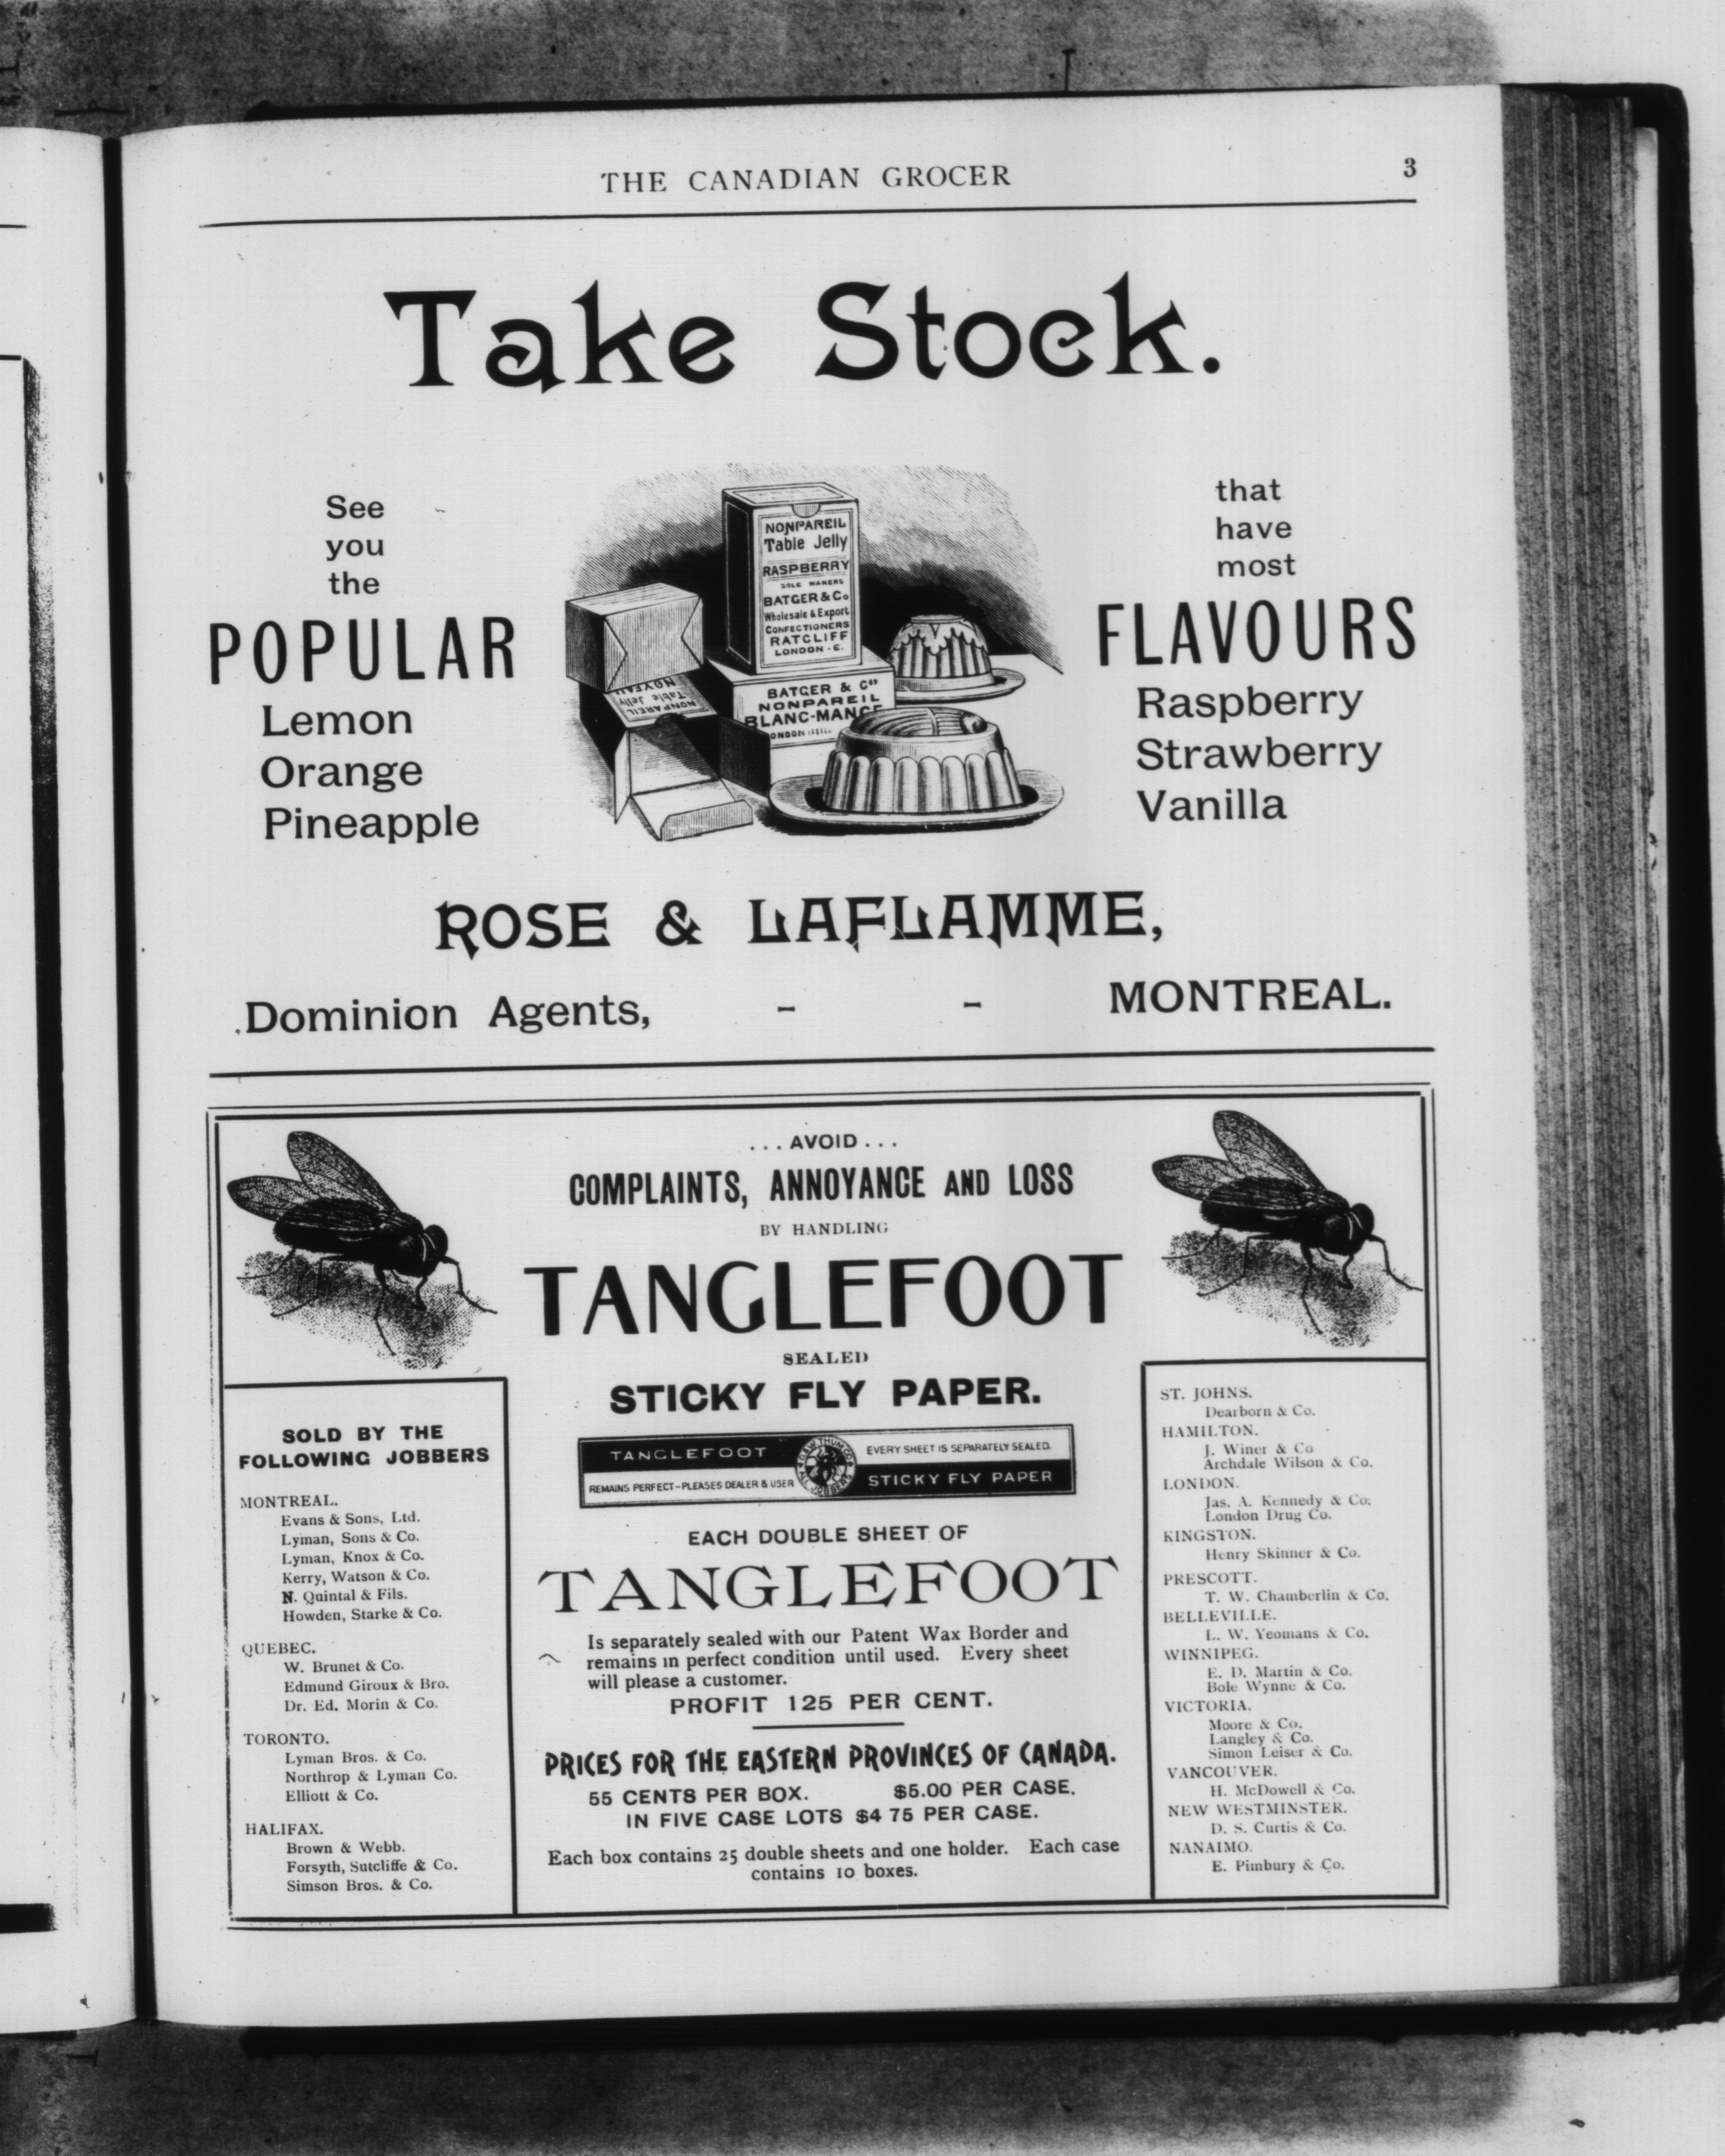 THE CANADIAN GROCER
3
Take Stock.
See
you
the
POPULAR
Lemon
Orange
Pineapple
NONPAREIL
Table Jelly
RASPBERRY
SOLE MAKERS
BATGER & Co
Wholesale & Export
CONFECTIONERS
RATCLIFF
LONDON · E.
NOYEAU
Table Jelly
NONPAREIL
BATGER & Co
NONPAREIL
BLANC-MANGE
LONDON
that
have
most
FLAVOURS
Raspberry
Strawberry
Vanilla
ROSE & LAFLAMME,
Dominion Agents, - - MONTREAL.
... AVOID ...
COMPLAINTS, ANNOYANCE AND LOSS
BY HANDLING
TANGLEFOOT
SEALED
STICKY FLY PAPER.
TANGLEFOOT
EVERY SHEET IS SEPARATELY SEALED.
REMAINS PERFECT-PLEASES DEALER & USER
STICKY FLY PAPER
EACH DOUBLE SHEET OF
TANGLEFOOT
Is separately sealed with our Patent Wax Border and
remains in perfect condition until used. Every sheet
will please a customer.
PROFIT 125 PER CENT.
PRICES FOR THE EASTERN PROVINCES OF CANADA.
55 CENTS PER BOX. $5.00 PER CASE.
IN FIVE CASE LOTS $4 75 PER CASE.
Each box contains 25 double sheets and one holder. Each case
contains 10 boxes.
SOLD BY THE
FOLLOWING JOBBERS
MONTREAL.
Evans & Sons, Ltd.
Lyman, Sons & Co.
Lyman, Knox & Co.
Kerry, Watson & Co.
N. Quintal & Fils.
Howden, Starke & Co.
QUEBEC.
W. Brunet & Co.
Edmund Giroux & Bro.
Dr. Ed. Morin & Co.
TORONTO.
Lyman Bros. & Co.
Northrop & Lyman Co.
Elliott & Co.
HALIFAX.
Brown & Webb.
Forsyth, Sutcliffe & Co.
Simson Bros. & Co.
ST. JOHNS.
Dearborn & Co.
HAMILTON.
J. Winer & Co
Archdale Wilson & Co.
LONDON.
Jas. A. Kennedy & Co.
London Drug Co.
KINGSTON.
Henry Skinner & Co.
PRESCOTT.
T. W. Chamberlin & Co.
BELLEVILLE.
L. W. Yeomans & Co.
WINNIPEG.
E. D. Martin & Co.
Bole Wynne & Co.
VICTORIA.
Moore & Co.
Langley & Co.
Simon Leiser & Co.
VANCOUVER.
H. McDowell & Co.
NEW WESTMINSTER.
D. S. Curtis & Co.
NANAIMO.
E. Pimbury & Co.